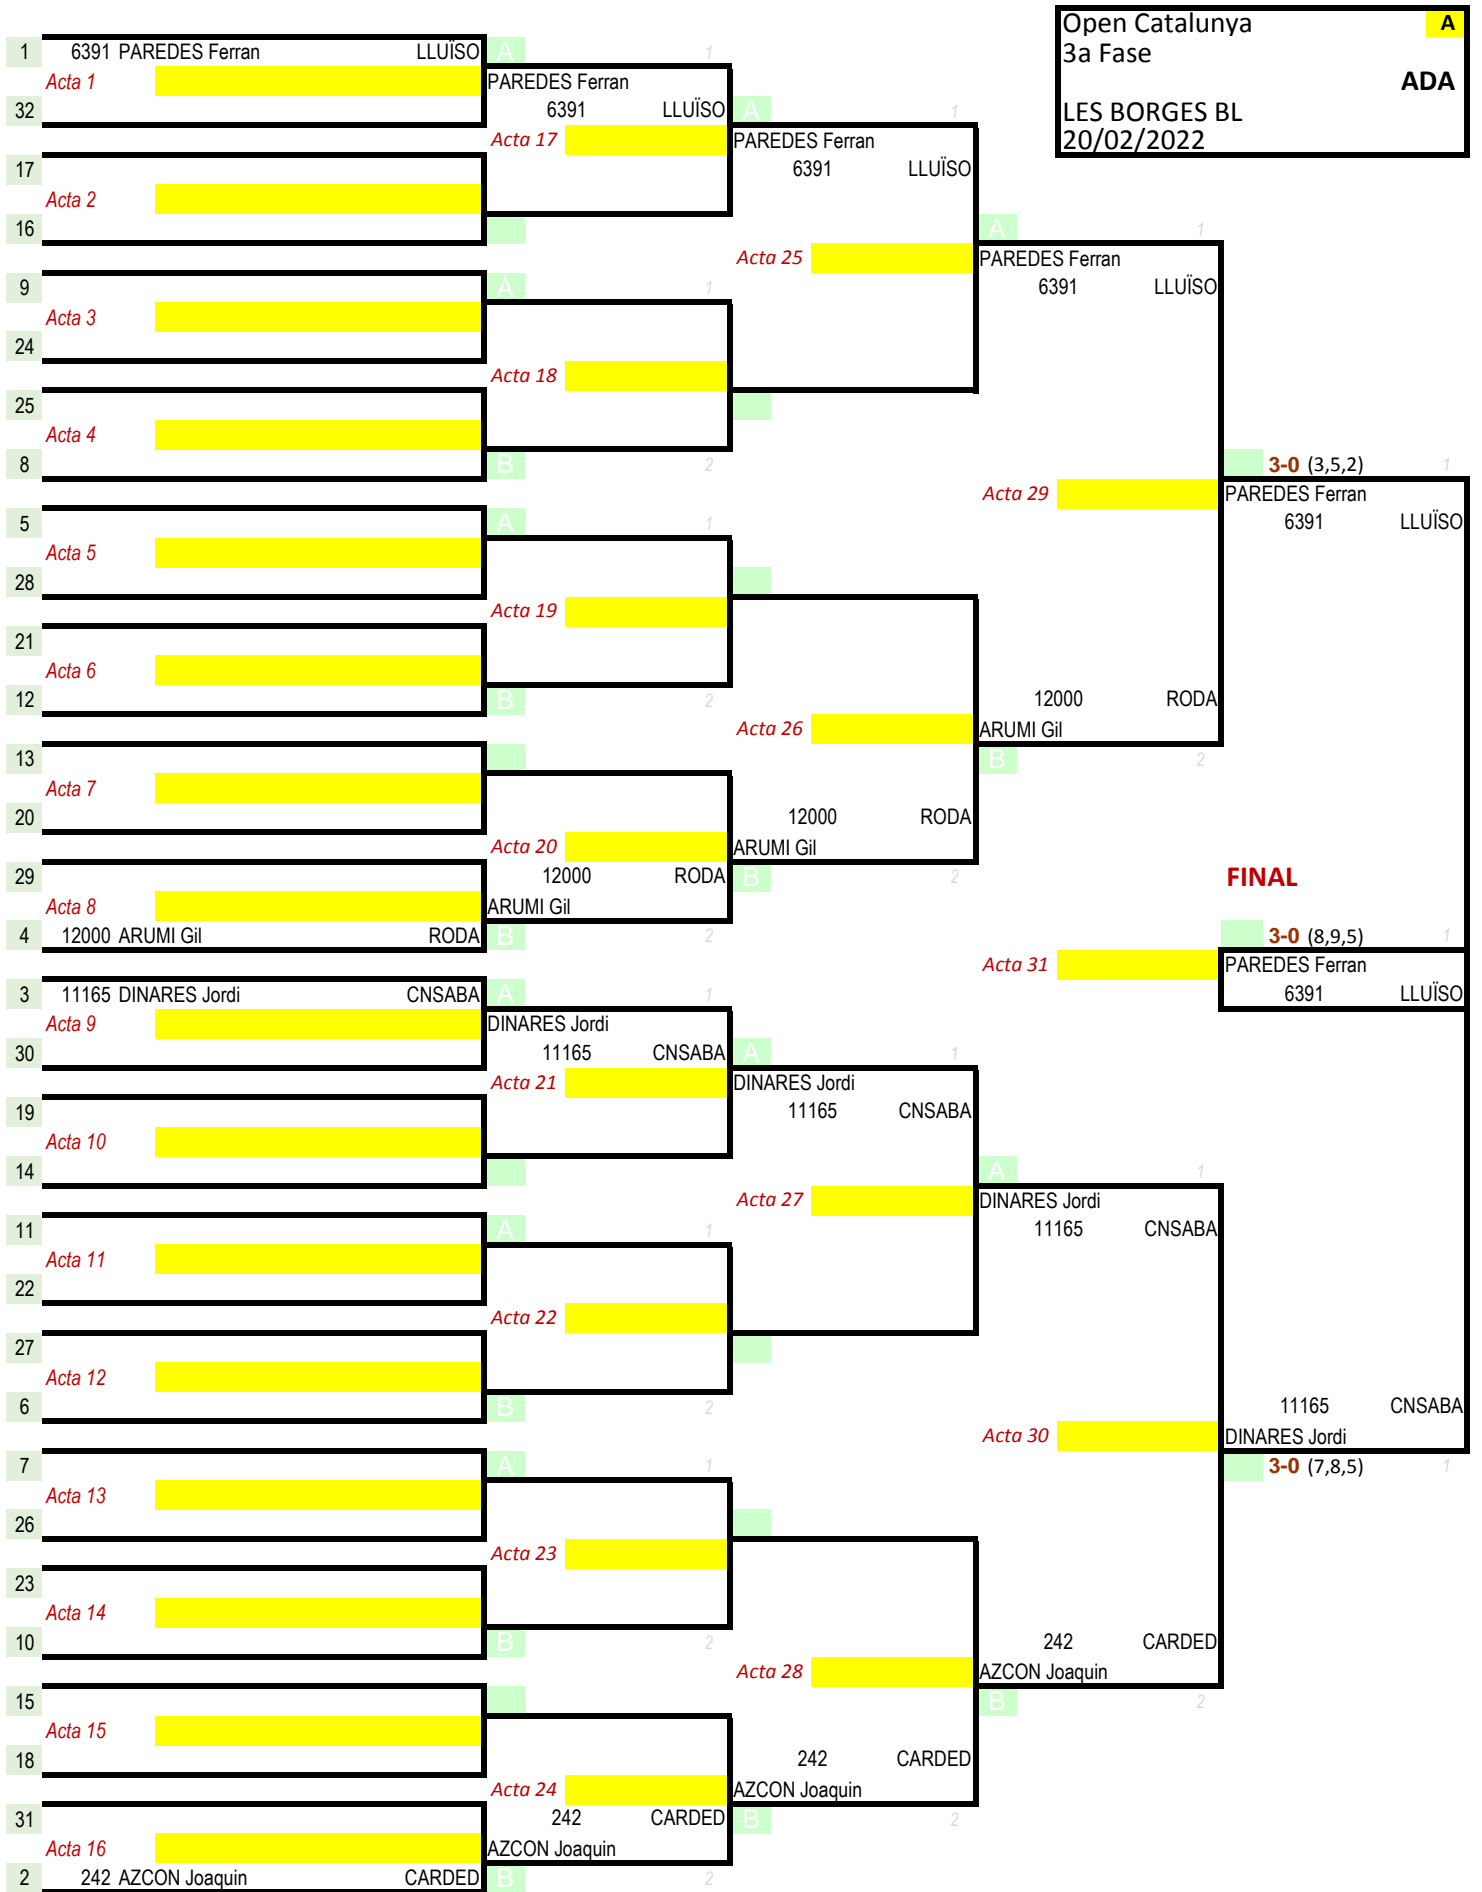 Open Catalunya A
3a Fase
ADA
LES BORGES BL
20/02/2022
1 6391 PAREDES Ferran LLUÏSO A 1
Acta 1 PAREDES Ferran
32 6391 LLUÏSO A 1
Acta 17 PAREDES Ferran
17 6391 LLUÏSO
Acta 2
16 A 1
Acta 25 PAREDES Ferran
9 A 1 6391 LLUÏSO
Acta 3
24
Acta 18
25
Acta 4
8 B 2 3-0 (3,5,2) 1
Acta 29 PAREDES Ferran
5 A 1 6391 LLUÏSO
Acta 5
28
Acta 19
21
Acta 6
12 B 2 12000 RODA
Acta 26 ARUMI Gil
13 B 2
Acta 7
20 12000 RODA
Acta 20 ARUMI Gil
29 12000 RODA B 2 FINAL
Acta 8 ARUMI Gil
4 12000 ARUMI Gil RODA B 2 3-0 (8,9,5) 1
Acta 31 PAREDES Ferran
3 11165 DINARES Jordi CNSABA A 1 6391 LLUÏSO
Acta 9 DINARES Jordi
30 11165 CNSABA A 1
Acta 21 DINARES Jordi
19 11165 CNSABA
Acta 10
14 A 1
Acta 27 DINARES Jordi
11 A 1 11165 CNSABA
Acta 11
22
Acta 22
27
Acta 12
6 B 2 11165 CNSABA
Acta 30 DINARES Jordi
7 A 1 3-0 (7,8,5) 1
Acta 13
26
Acta 23
23
Acta 14
10 B 2 242 CARDED
Acta 28 AZCON Joaquin
15 B 2
Acta 15
18 242 CARDED
Acta 24 AZCON Joaquin
31 242 CARDED B 2
Acta 16 AZCON Joaquin
2 242 AZCON Joaquin CARDED B 2